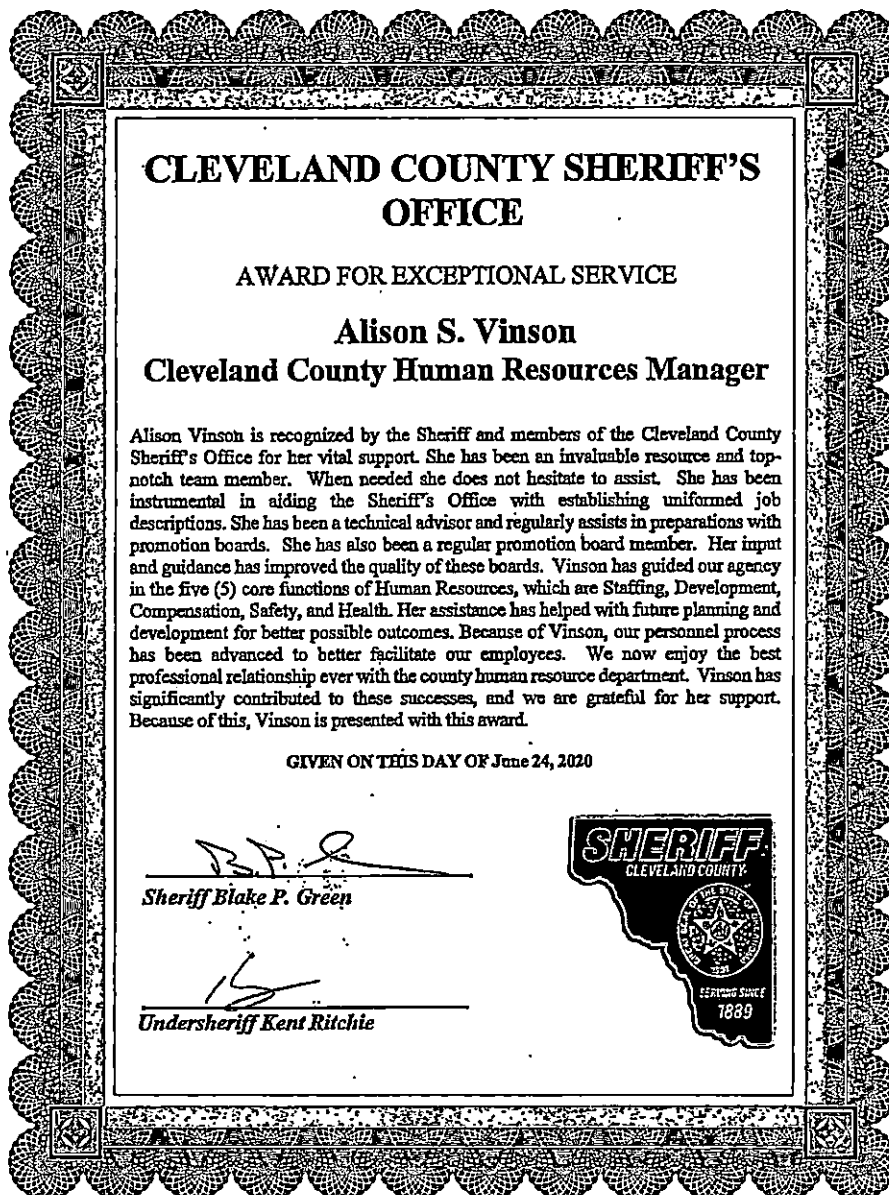 CLEVELAND COUNTY SHERIFF'S
OFFICE
AWARD FOR EXCEPTIONAL SERVICE
Alison S. Vinson
Cleveland County Human Resources Manager
Alison Vinson is recognized by the Sheriff and members of the Cleveland County
Sheriff's Office for her vital support. She has been an invaluable resource and top-
notch team member. When needed she does not hesitate to assist. She has been
instrumental in aiding the Sheriff's Office with establishing uniformed job
descriptions. She has been a technical advisor and regularly assists in preparations with
promotion boards. She has also been a regular promotion board member. Her input
and guidance has improved the quality of these boards. Vinson has guided our agency
in the five (5) core functions of Human Resources, which are Staffing, Development,
Compensation, Safety, and Health. Her assistance has helped with future planning and
development for better possible outcomes. Because of Vinson, our personnel process
has been advanced to better facilitate our employees. We now enjoy the best
professional relationship ever with the county human resource department. Vinson has
significantly contributed to these successes, and we are grateful for her support.
Because of this, Vinson is presented with this award.
GIVEN ON THIS DAY OF June 24, 2020
Sheriff Blake P. Green
Undersheriff Kent Ritchie
SHERIFF
CLEVELAND COUNTY
SERVING SINCE
1889